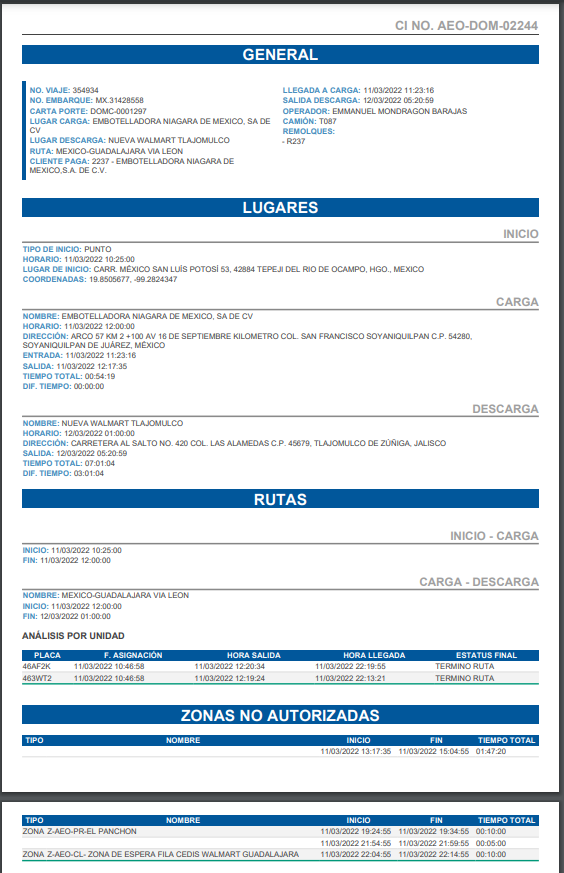 CI NO. AEO-DOM-02244
GENERAL
NO. VIAJE: 354934
NO. EMBARQUE: MX.31428558
CARTA PORTE: DOMC-0001297
LUGAR CARGA: EMBOTELLADORA NIAGARA DE MEXICO, SA DE
CV
LUGAR DESCARGA: NUEVA WALMART TLAJOMULCO
RUTA: MEXICO-GUADALAJARA VIA LEON
CLIENTE PAGA: 2237 - EMBOTELLADORA NIAGARA DE
MEXICO,S.A. DE C.V.
LLEGADA A CARGA: 11/03/2022 11:23:16
SALIDA DESCARGA: 12/03/2022 05:20:59
OPERADOR: EMMANUEL MONDRAGON BARAJAS
CAMIÓN: T087
REMOLQUES:
- R237
LUGARES
INICIO
TIPO DE INICIO: PUNTO
HORARIO: 11/03/2022 10:25:00
LUGAR DE INICIO: CARR. MÉXICO SAN LUÍS POTOSÍ 53, 42884 TEPEJI DEL RIO DE OCAMPO, HGO., MEXICO
COORDENADAS: 19.8505677, -99.2824347
CARGA
NOMBRE: EMBOTELLADORA NIAGARA DE MEXICO, SA DE CV
HORARIO: 11/03/2022 12:00:00
DIRECCIÓN: ARCO 57 KM 2 +100 AV 16 DE SEPTIEMBRE KILOMETRO COL. SAN FRANCISCO SOYANIQUILPAN C.P. 54280,
SOYANIQUILPAN DE JUÁREZ, MÉXICO
ENTRADA: 11/03/2022 11:23:16
SALIDA: 11/03/2022 12:17:35
TIEMPO TOTAL: 00:54:19
DIF. TIEMPO: 00:00:00
DESCARGA
NOMBRE: NUEVA WALMART TLAJOMULCO
HORARIO: 12/03/2022 01:00:00
DIRECCIÓN: CARRETERA AL SALTO NO. 420 COL. LAS ALAMEDAS C.P. 45679, TLAJOMULCO DE ZÚÑIGA, JALISCO
SALIDA: 12/03/2022 05:20:59
TIEMPO TOTAL: 07:01:04
DIF. TIEMPO: 03:01:04
RUTAS
INICIO - CARGA
INICIO: 11/03/2022 10:25:00
FIN: 11/03/2022 12:00:00
CARGA - DESCARGA
NOMBRE: MEXICO-GUADALAJARA VIA LEON
INICIO: 11/03/2022 12:00:00
FIN: 12/03/2022 01:00:00
ANÁLISIS POR UNIDAD
PLACA F. ASIGNACIÓN HORA SALIDA HORA LLEGADA ESTATUS FINAL
46AF2K 11/03/2022 10:46:58 11/03/2022 12:20:34 11/03/2022 22:19:55 TERMINO RUTA
463WT2 11/03/2022 10:46:58 11/03/2022 12:19:24 11/03/2022 22:13:21 TERMINO RUTA
ZONAS NO AUTORIZADAS
TIPO NOMBRE INICIO FIN TIEMPO TOTAL
11/03/2022 13:17:35 11/03/2022 15:04:55 01:47:20
TIPO NOMBRE INICIO FIN TIEMPO TOTAL
ZONA Z-AEO-PR-EL PANCHON 11/03/2022 19:24:55 11/03/2022 19:34:55 00:10:00
11/03/2022 21:54:55 11/03/2022 21:59:55 00:05:00
ZONA Z-AEO-CL- ZONA DE ESPERA FILA CEDIS WALMART GUADALAJARA 11/03/2022 22:04:55 11/03/2022 22:14:55 00:10:00